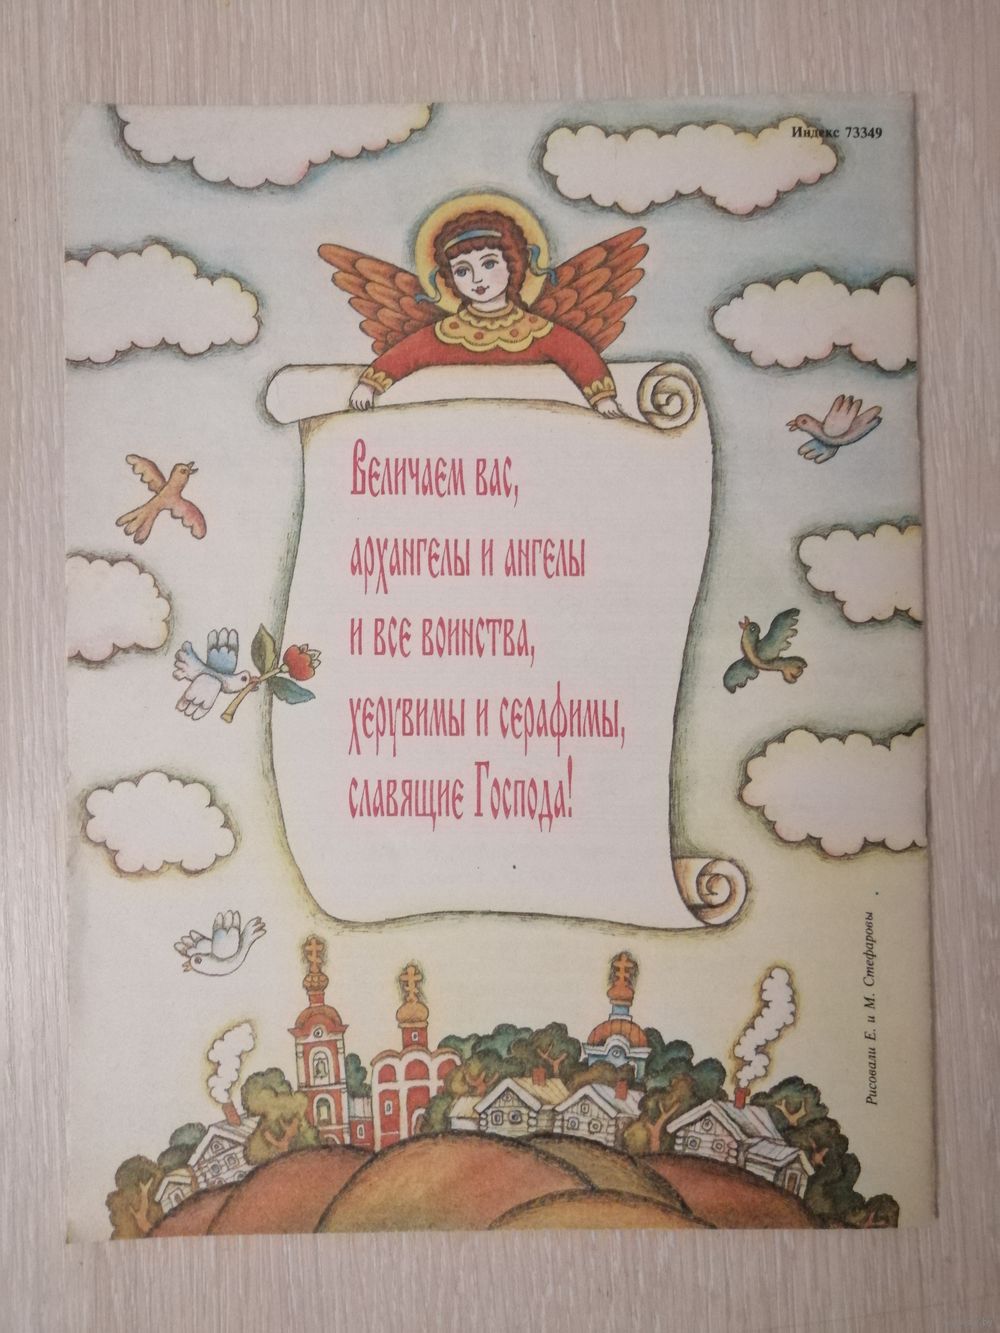 Индекс 73349
Величаем вас,
архангелы и ангелы
и все воинства,
херувимы и серафимы,
славящие Господа!
Рисовали Е. и М. Стефаровы